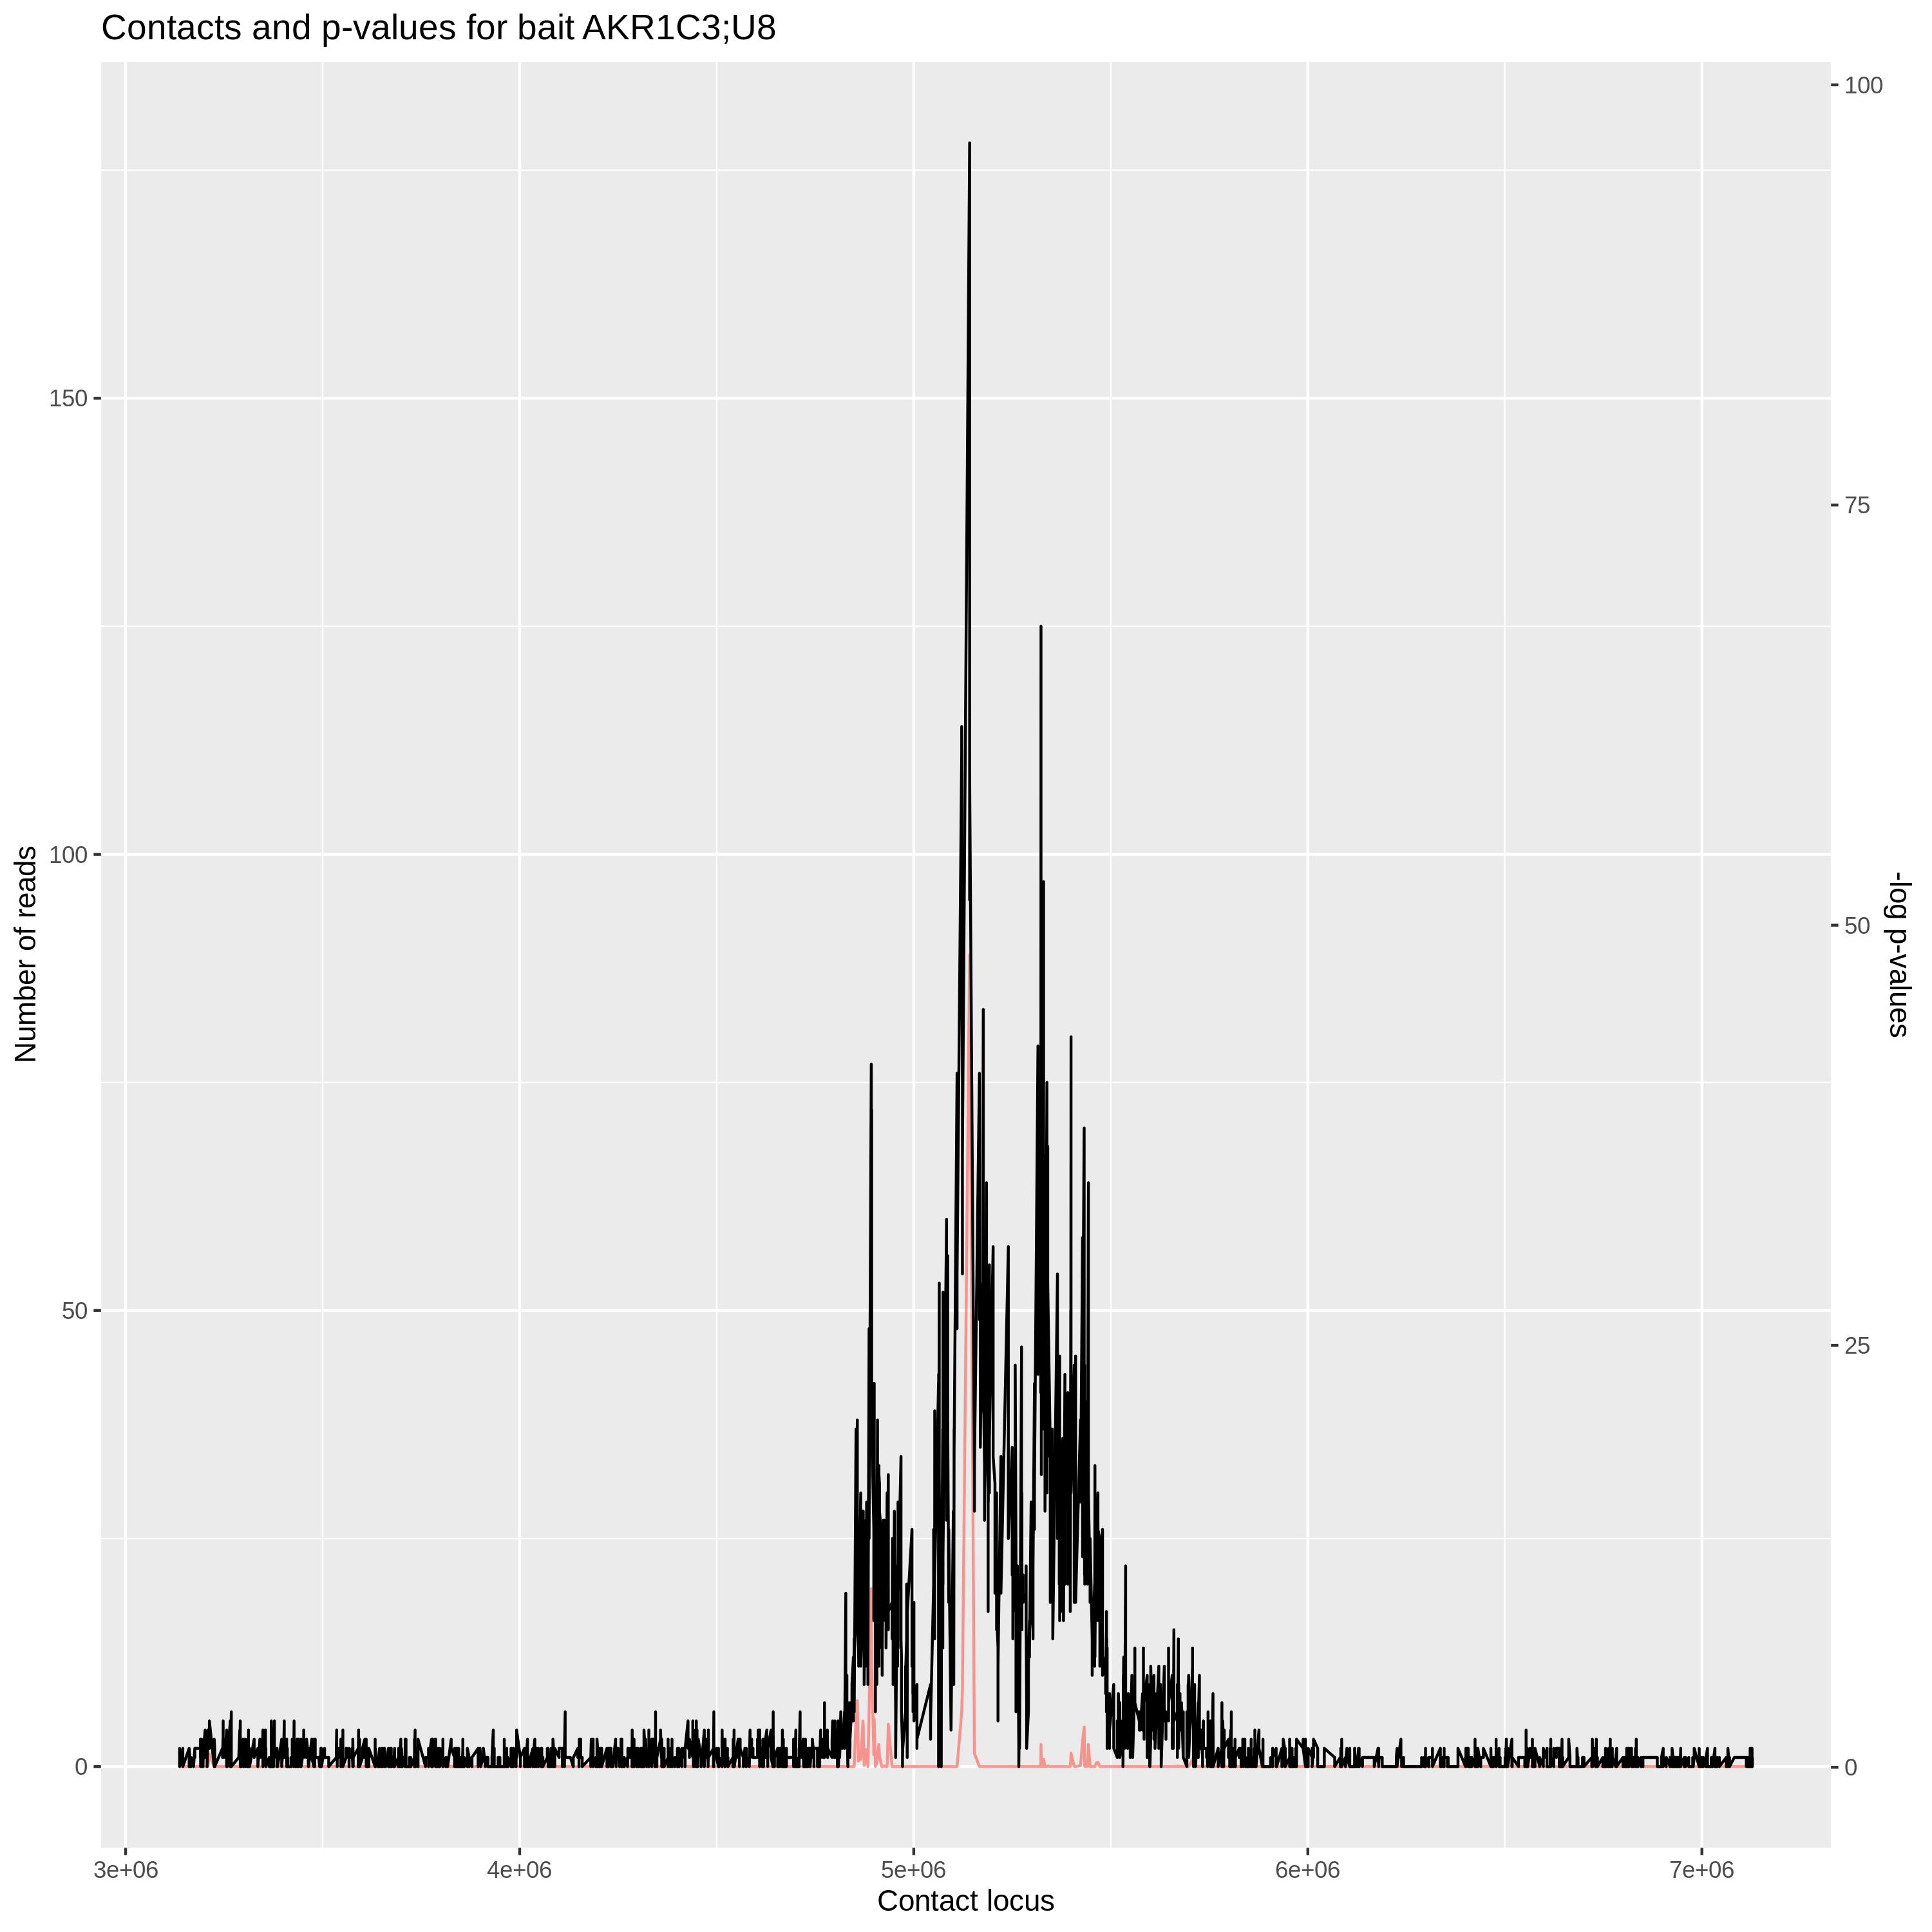 Contacts and p-values for bait AKR1C3;U8
100
150
75
100
50
50
25
0
0
Number of reads
-log p-values
3e+06
4e+06
5e+06
6e+06
7e+06
Contact locus